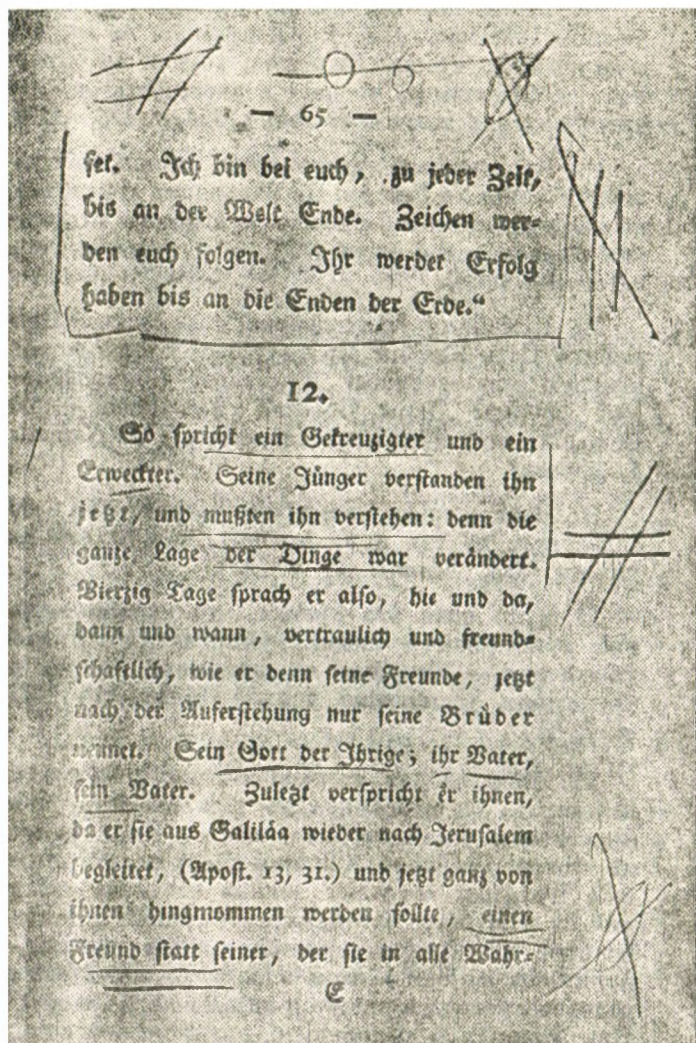 — 65 —
set. Ich bin bei euch, zu jeder Zeit,
bis an der Welt Ende. Zeichen wer-
den euch folgen. Ihr werdet Erfolg
haben bis an die Enden der Erde.“
12.
So spricht ein Gekreuzigter und ein
Erweckter. Seine Jünger verstanden ihn
jetzt, und mußten ihn verstehen: denn die
ganze Lage der Dinge war verändert.
Vierzig Tage sprach er also, hie und da,
dann und wann, vertraulich und freund-
schaftlich, wie er denn seine Freunde, jetzt
nach der Auferstehung nur seine Brüder
nennet. Sein Gott der Ihrige; ihr Vater,
sein Vater. Zulezt verspricht er ihnen,
da er sie aus Galiläa wieder nach Jerusalem
begleitet, (Apost. 13, 31.) und jetzt ganz von
ihnen hingenommen werden sollte, einen
Freund statt seiner, der sie in alle Wahr-
E